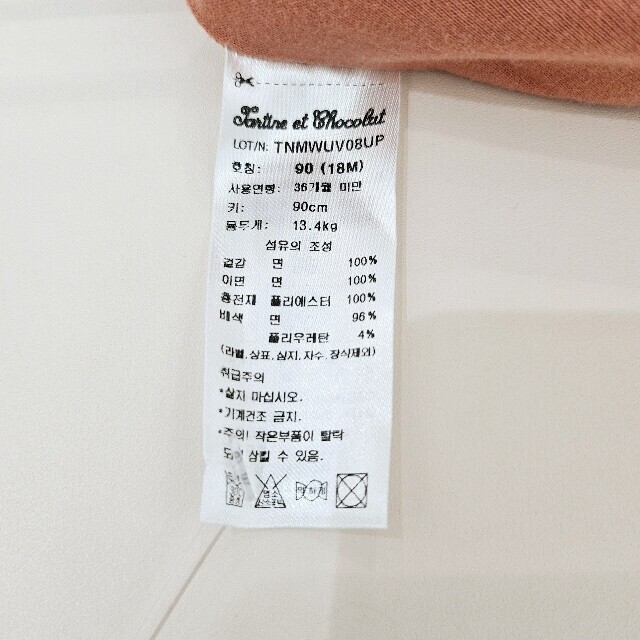 Tartine et Chocolat
LOT/N: TNMWUV08UP
호칭: 90 (18M)
사용연령: 36개월 미만
키: 90cm
몸무게: 13.4kg
섬유의 조성
겉감 면 100%
이면 면 100%
충전재 폴리에스터 100%
배색 면 96%
폴리우레탄 4%
(라벨,상표,심지,자수,장식제외)
취급주의
*삶지 마십시오.
*기계건조 금지.
*주의! 작은부품이 탈락
되어 삼킬 수 있음.
약하게